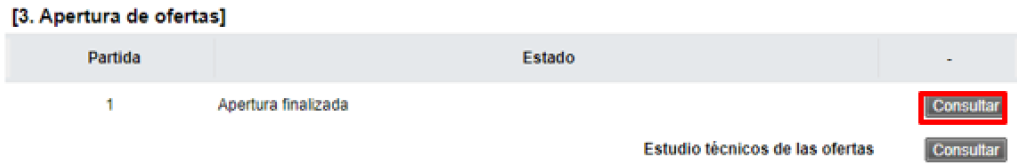 [3. Apertura de ofertas]
Partida Estado -
1 Apertura finalizada Consultar
Estudio técnicos de las ofertas Consultar